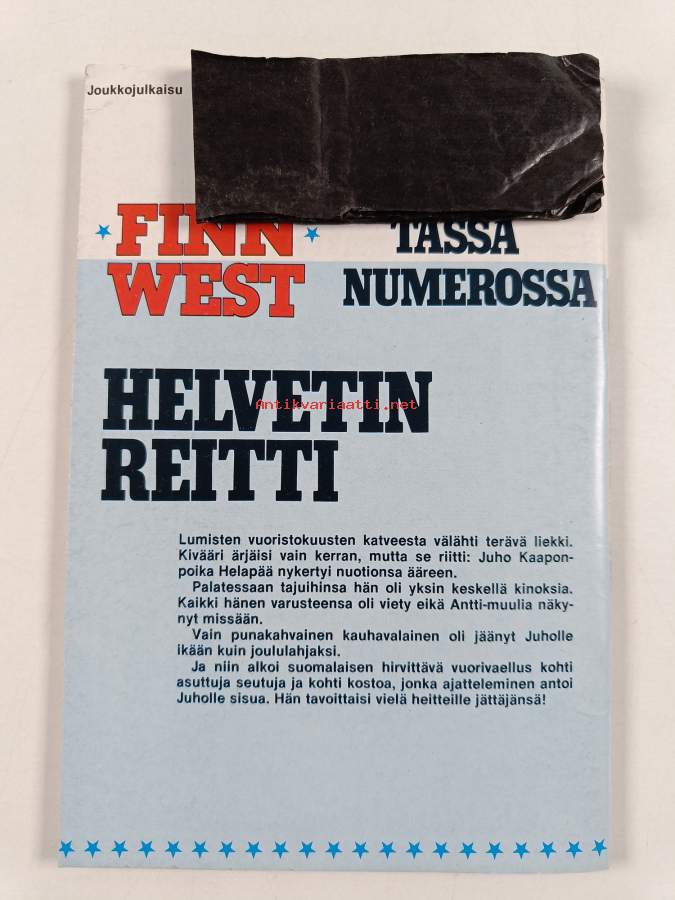 Joukkojulkaisu
FINN
WEST
TÄSSÄ
NUMEROSSA
HELVETIN
REITTI
Antikvariaatti.net
Lumisten vuoristokuusten katveesta välähti terävä liekki.
Kivääri ärjäisi vain kerran, mutta se riitti: Juho Kaapon-
poika Helapää nykertyi nuotionsa ääreen.
Palatessaan tajuihinsa hän oli yksin keskellä kinoksia.
Kaikki hänen varusteensa oli viety eikä Antti-muulia näky-
nyt missään.
Vain punakahvainen kauhavalainen oli jäänyt Juholle
ikään kuin joululahjaksi.
Ja niin alkoi suomalaisen hirvittävä vuorivaellus kohti
asuttuja seutuja ja kohti kostoa, jonka ajatteleminen antoi
Juholle sisua. Hän tavoittaisi vielä heitteille jättäjänsä!